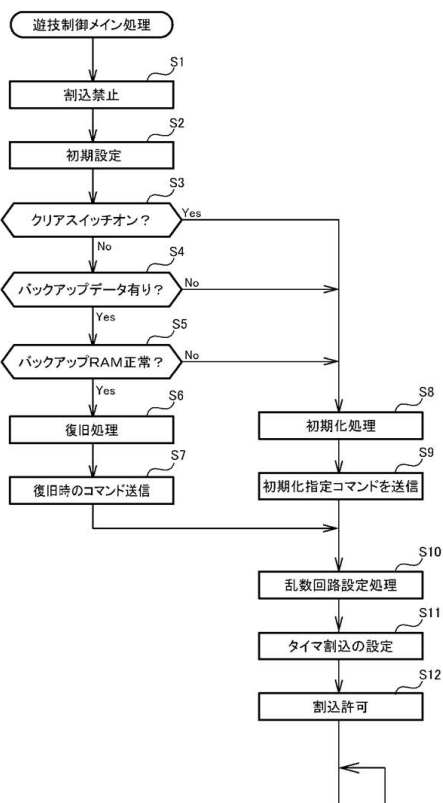 遊技制御メイン処理
S1
割込禁止
S2
初期設定
S3
クリアスイッチオン？
Yes
No
S4
バックアップデータ有り？
No
Yes
S5
バックアップRAM正常？
No
Yes
S6
復旧処理
S7
復旧時のコマンド送信
S8
初期化処理
S9
初期化指定コマンドを送信
S10
乱数回路設定処理
S11
タイマ割込の設定
S12
割込許可